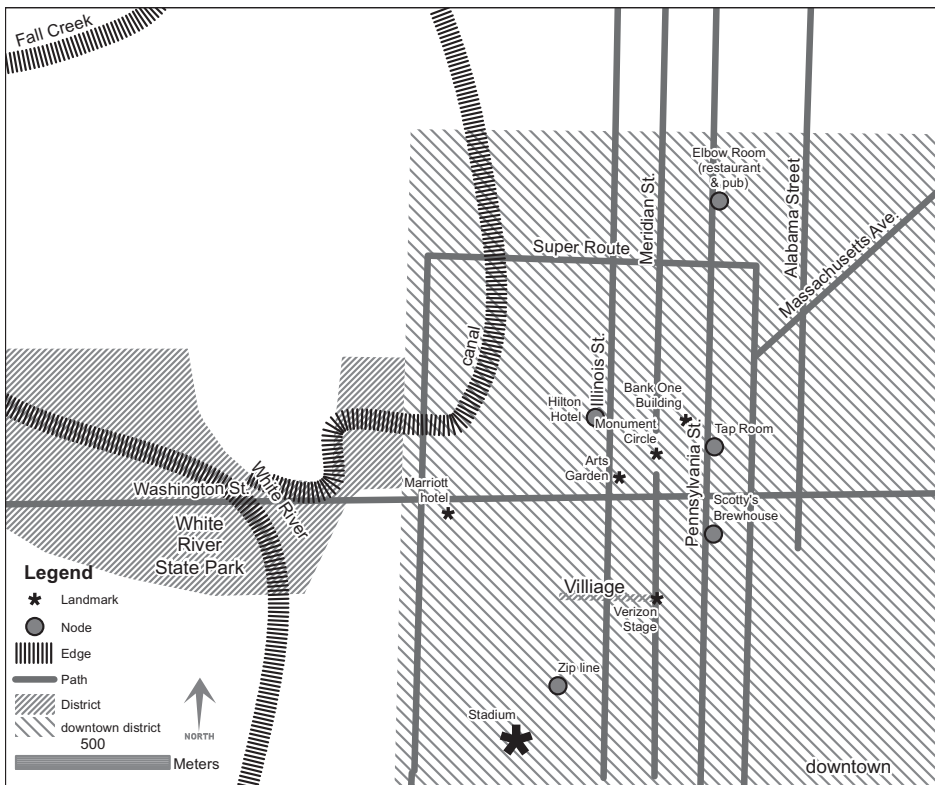 Fall Creek
Elbow Room
(restaurant
& pub)
Meridian St.
Alabama Street
Massachusetts Ave.
Super Route
canal
Illinois St.
Bank One
Building
Hilton
Hotel
Monument
Circle
Pennsylvania St.
Tap Room
Arts
Garden
Marriott
hotel
Washington St.
White River
Scotty's
Brewhouse
White
River
State Park
Villiage
Verizon
Stage
Zip line
Stadium
downtown
Legend
Landmark
Node
Edge
Path
District
downtown district
500
Meters
NORTH